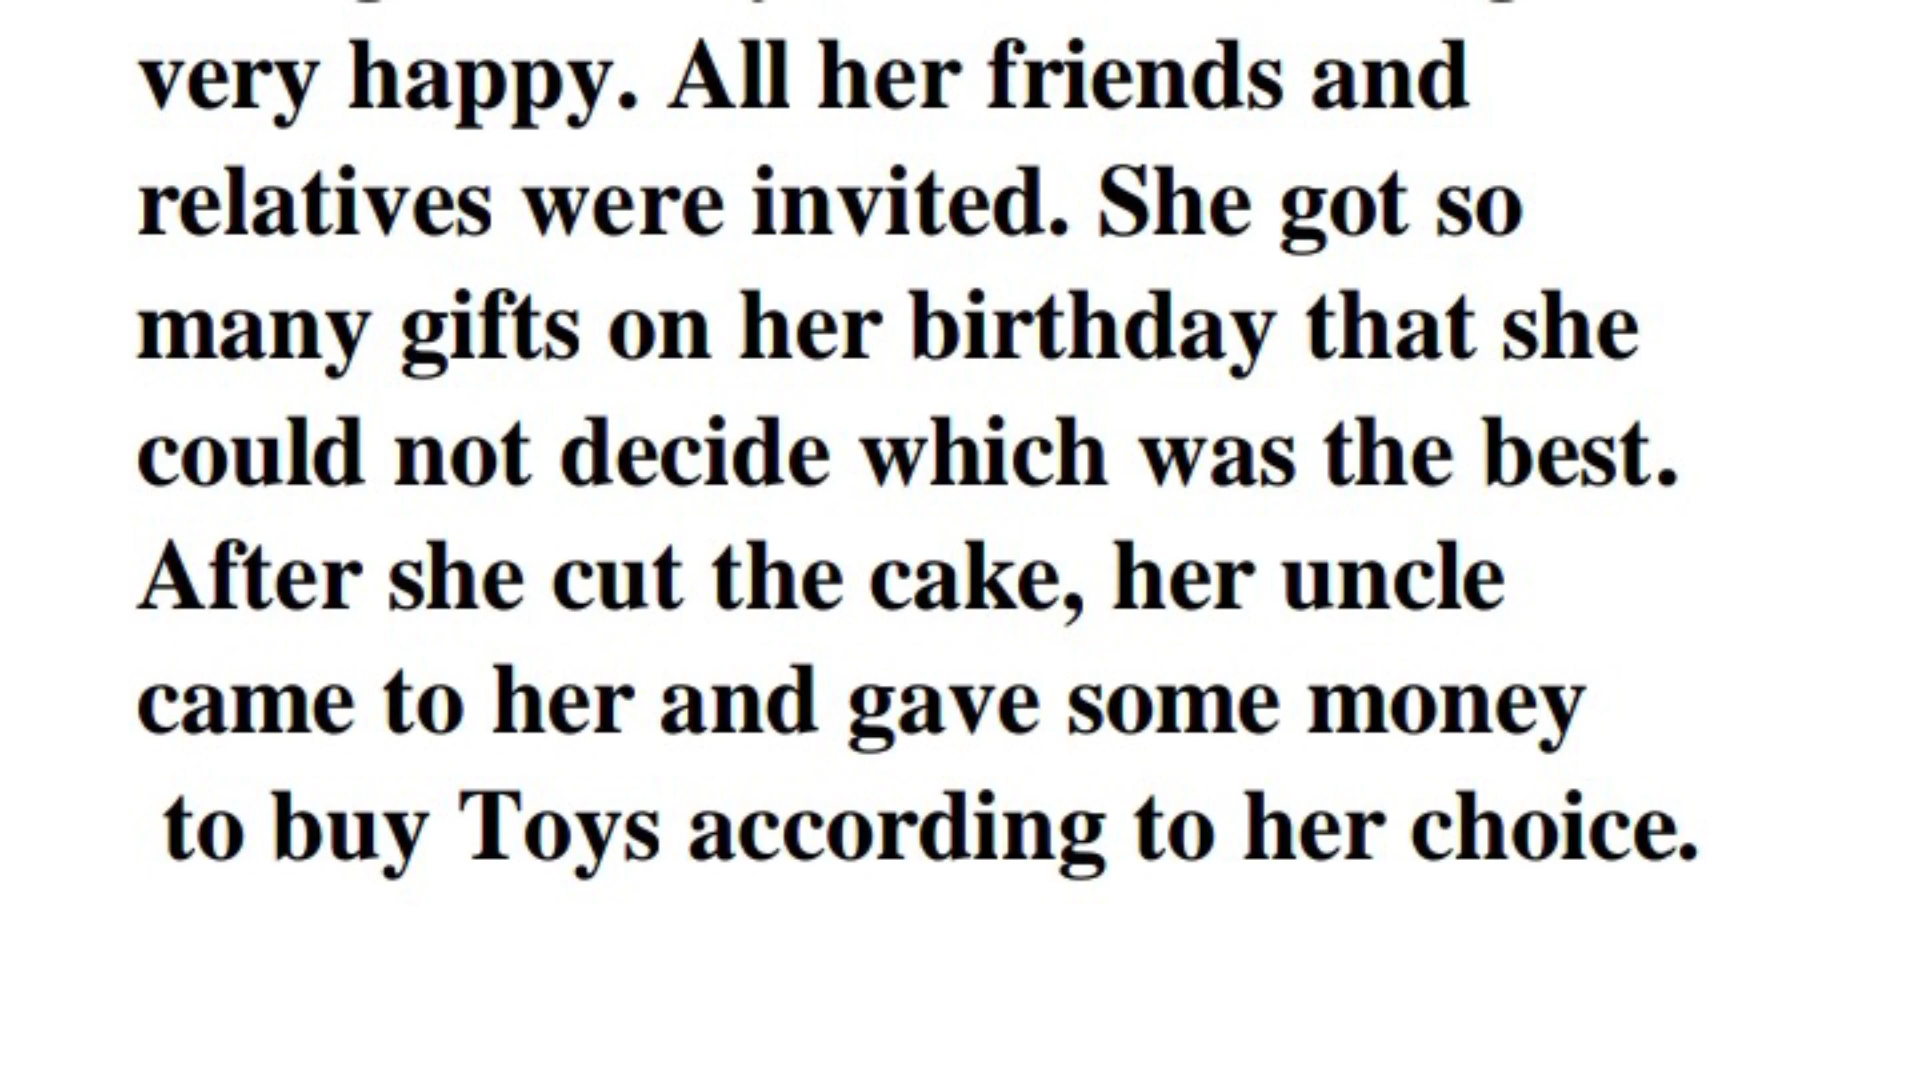 very happy. All her friends and
relatives were invited. She got so
many gifts on her birthday that she
could not decide which was the best.
After she cut the cake, her uncle
came to her and gave some money
to buy Toys according to her choice.